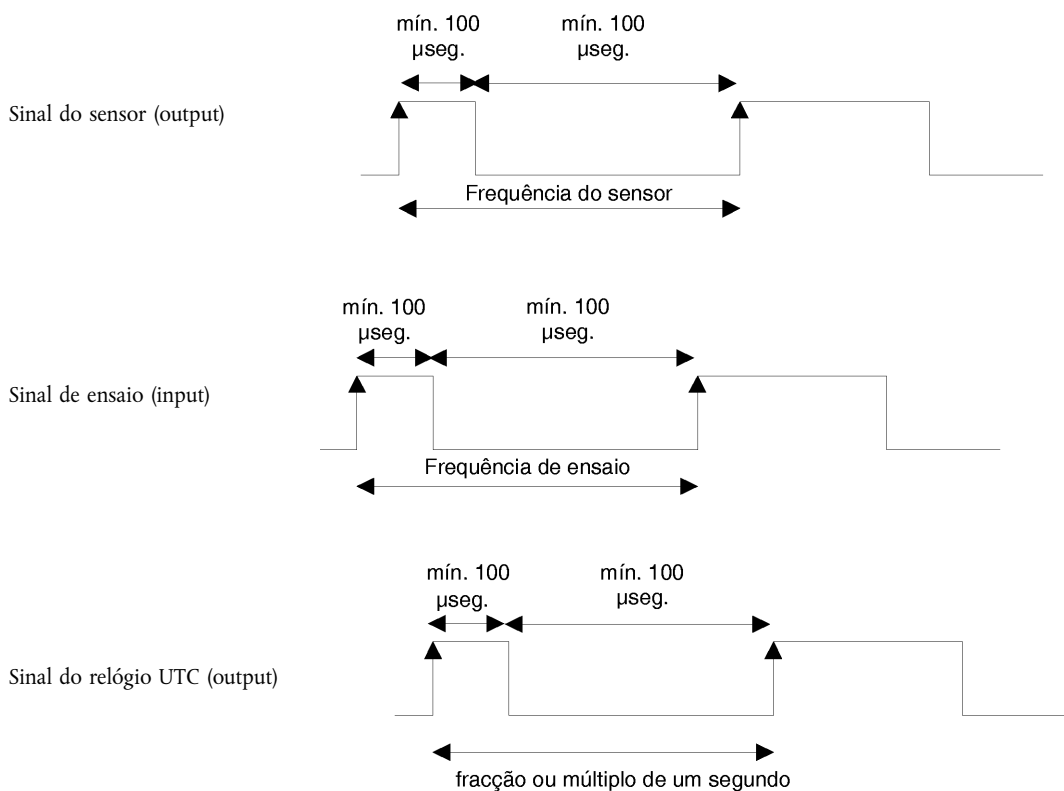 mín. 100
µseg.
mín. 100
µseg.
Sinal do sensor (output)
Frequência do sensor
mín. 100
µseg.
mín. 100
µseg.
Sinal de ensaio (input)
Frequência de ensaio
mín. 100
µseg.
mín. 100
µseg.
Sinal do relógio UTC (output)
fracção ou múltiplo de um segundo